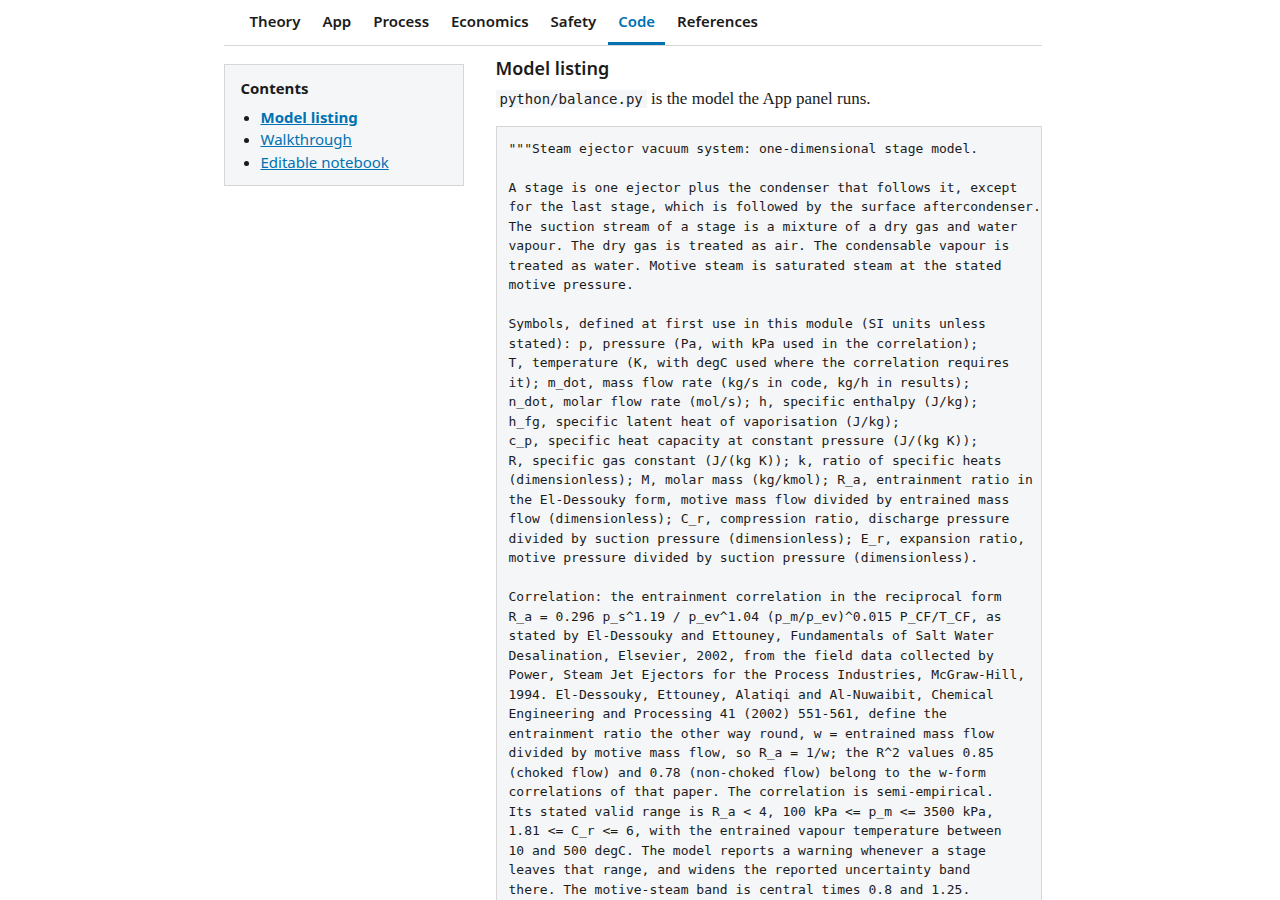 Theory App Process Economics Safety Code References
Contents
Model listing
Walkthrough
Editable notebook
Model listing
python/balance.py is the model the App panel runs.
"""Steam ejector vacuum system: one-dimensional stage model.
A stage is one ejector plus the condenser that follows it, except
for the last stage, which is followed by the surface aftercondenser.
The suction stream of a stage is a mixture of a dry gas and water
vapour. The dry gas is treated as air. The condensable vapour is
treated as water. Motive steam is saturated steam at the stated
motive pressure.
Symbols, defined at first use in this module (SI units unless
stated): p, pressure (Pa, with kPa used in the correlation);
T, temperature (K, with degC used where the correlation requires
it); m_dot, mass flow rate (kg/s in code, kg/h in results);
n_dot, molar flow rate (mol/s); h, specific enthalpy (J/kg);
h_fg, specific latent heat of vaporisation (J/kg);
c_p, specific heat capacity at constant pressure (J/(kg K));
R, specific gas constant (J/(kg K)); k, ratio of specific heats
(dimensionless); M, molar mass (kg/kmol); R_a, entrainment ratio in
the El-Dessouky form, motive mass flow divided by entrained mass
flow (dimensionless); C_r, compression ratio, discharge pressure
divided by suction pressure (dimensionless); E_r, expansion ratio,
motive pressure divided by suction pressure (dimensionless).
Correlation: the entrainment correlation in the reciprocal form
R_a = 0.296 p_s^1.19 / p_ev^1.04 (p_m/p_ev)^0.015 P_CF/T_CF, as
stated by El-Dessouky and Ettouney, Fundamentals of Salt Water
Desalination, Elsevier, 2002, from the field data collected by
Power, Steam Jet Ejectors for the Process Industries, McGraw-Hill,
1994. El-Dessouky, Ettouney, Alatiqi and Al-Nuwaibit, Chemical
Engineering and Processing 41 (2002) 551-561, define the
entrainment ratio the other way round, w = entrained mass flow
divided by motive mass flow, so R_a = 1/w; the R^2 values 0.85
(choked flow) and 0.78 (non-choked flow) belong to the w-form
correlations of that paper. The correlation is semi-empirical.
Its stated valid range is R_a < 4, 100 kPa <= p_m <= 3500 kPa,
1.81 <= C_r <= 6, with the entrained vapour temperature between
10 and 500 degC. The model reports a warning whenever a stage
leaves that range, and widens the reported uncertainty band
there. The motive-steam band is central times 0.8 and 1.25.